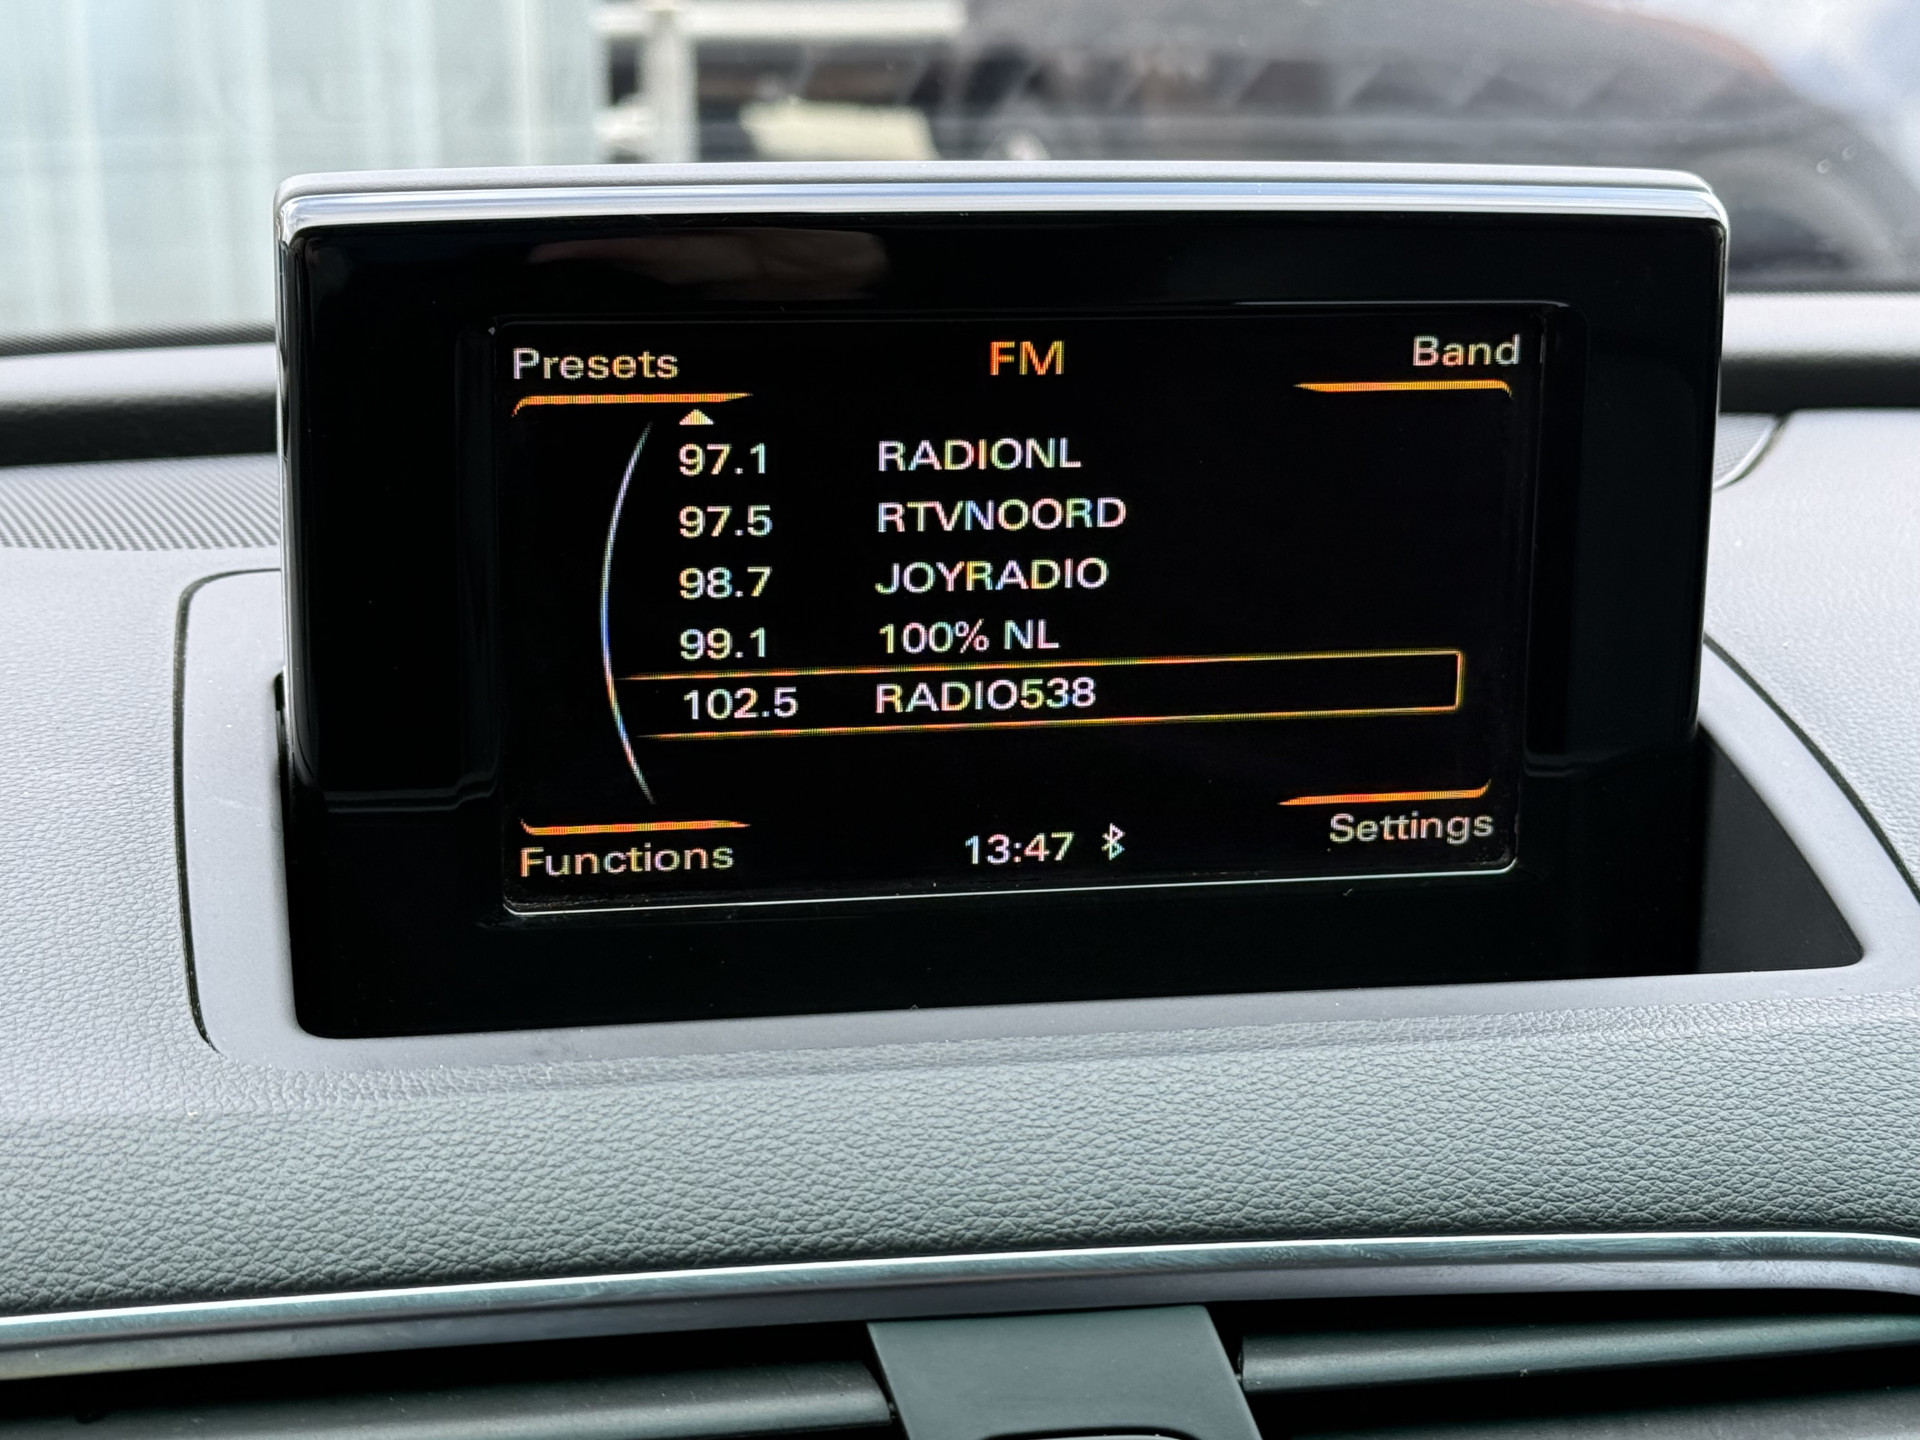 Presets FM Band
97.1 RADIONL
97.5 RTVNOORD
98.7 JOYRADIO
99.1 100% NL
102.5 RADIO538
Functions 13:47 Settings